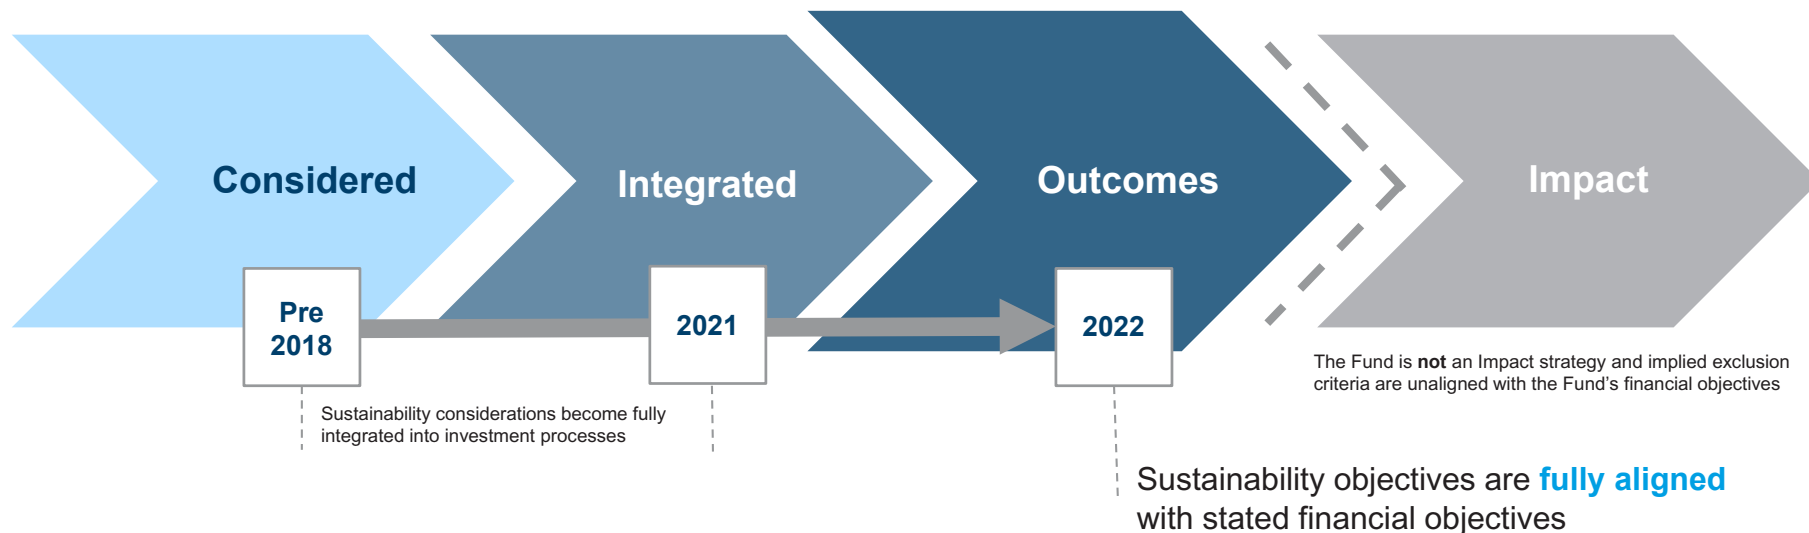 Considered
Integrated
Outcomes
Impact
Pre
2018
2021
2022
Sustainability considerations become fully
integrated into investment processes
The Fund is not an Impact strategy and implied exclusion
criteria are unaligned with the Fund’s financial objectives
Sustainability objectives are fully aligned
with stated financial objectives